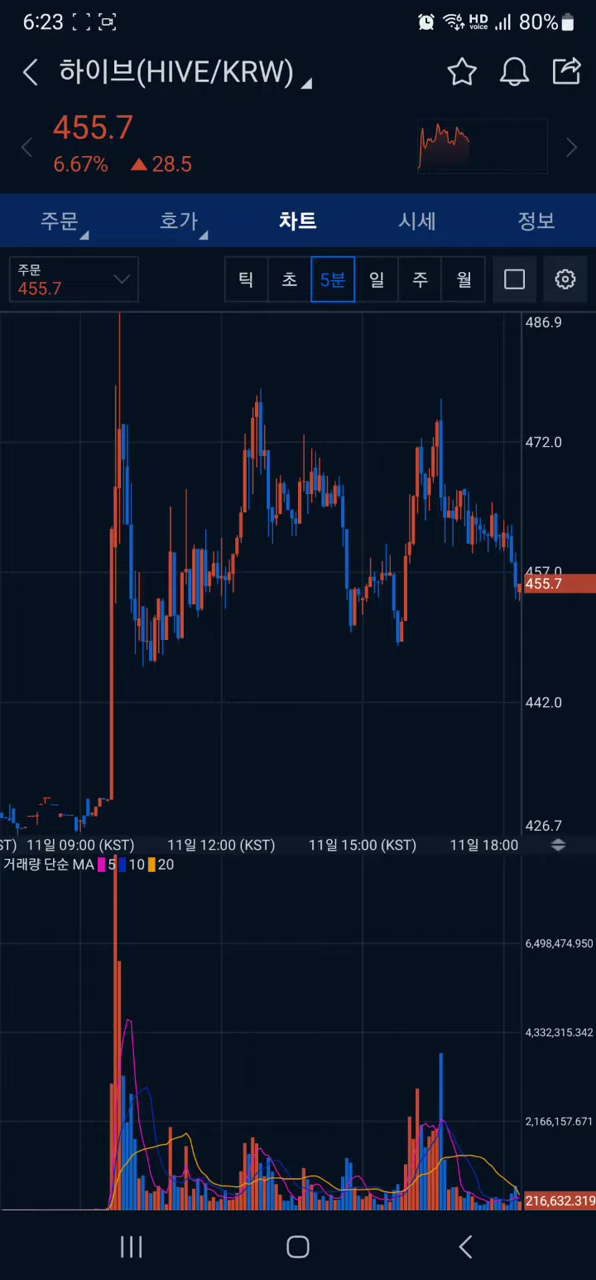 6:23 6 HD voice 80%
하이브(HIVE/KRW)
455.7
6.67% ▲ 28.5
주문 호가 차트 시세 정보
주문
455.7
틱 초 5분 일 주 월
486.9
472.0
457.0
455.7
442.0
426.7
ST) 11일 09:00 (KST) 11일 12:00 (KST) 11일 15:00 (KST) 11일 18:00
거래량 단순 MA 5 10 20
6,498,474.950
4,332,315.342
2,166,157.671
216,632.319